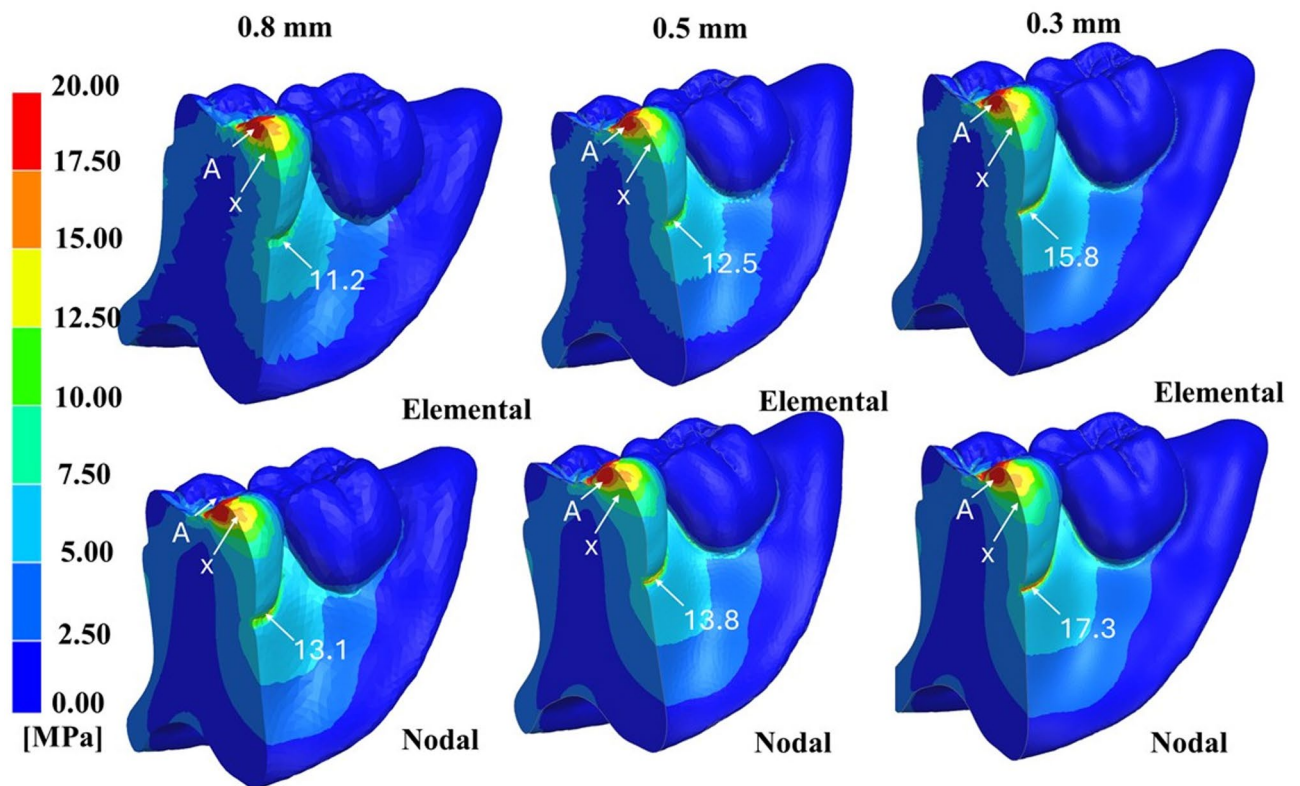 0.8 mm
0.5 mm
0.3 mm
20.00
17.50
15.00
12.50
10.00
7.50
5.00
2.50
0.00
[MPa]
A
x
11.2
Elemental
A
x
12.5
Elemental
A
x
15.8
Elemental
A
x
13.1
Nodal
A
x
13.8
Nodal
A
x
17.3
Nodal